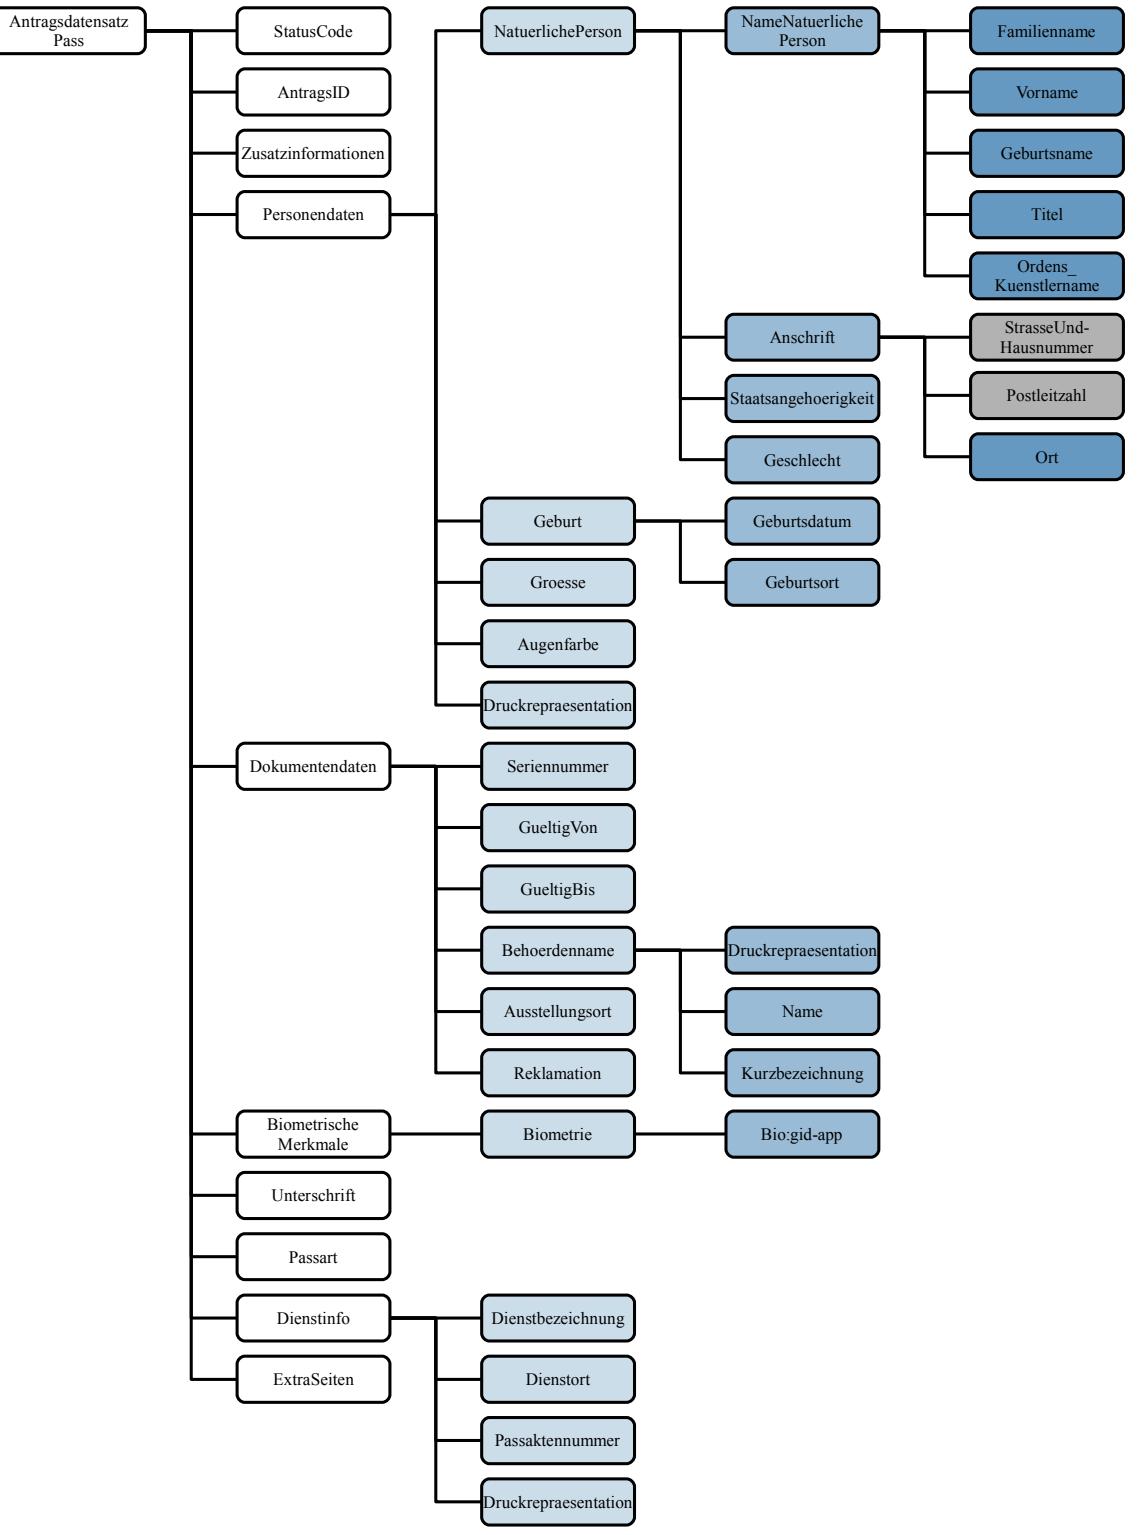 Antragsdatensatz
Pass
StatusCode
NatuerlichePerson
NameNatuerliche
Person
Familienname
AntragsID
Vorname
Zusatzinformationen
Geburtsname
Personendaten
Titel
Ordens_
Kuenstlername
Anschrift
StrasseUnd-
Hausnummer
Staatsangehoerigkeit
Postleitzahl
Geschlecht
Ort
Geburt
Geburtsdatum
Groesse
Geburtsort
Augenfarbe
Druckrepraesentation
Dokumentendaten
Seriennummer
GueltigVon
GueltigBis
Behoerdenname
Druckrepraesentation
Ausstellungsort
Name
Reklamation
Kurzbezeichnung
Biometrische
Merkmale
Biometrie
Bio:gid-app
Unterschrift
Passart
Dienstinfo
Dienstbezeichnung
ExtraSeiten
Dienstort
Passaktennummer
Druckrepraesentation